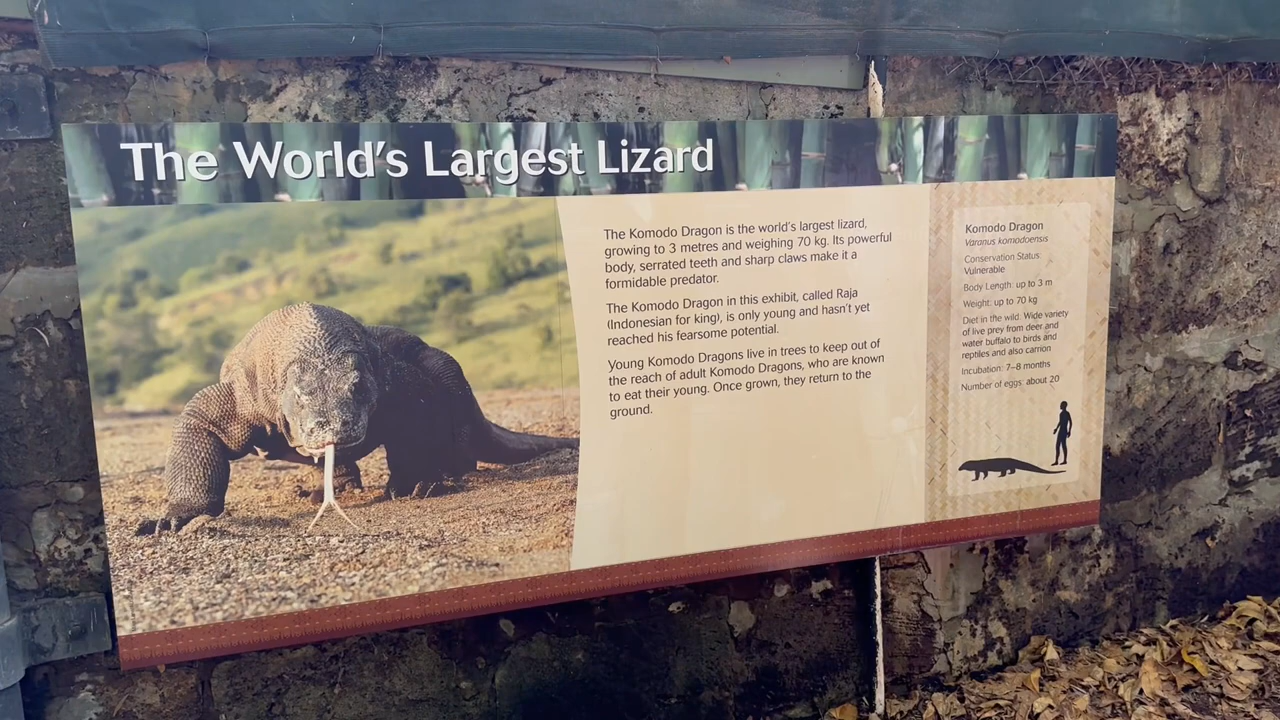 The World's Largest Lizard
The Komodo Dragon is the world's largest lizard,
growing to 3 metres and weighing 70 kg. Its powerful
body, serrated teeth and sharp claws make it a
formidable predator.
The Komodo Dragon in this exhibit, called Raja
(Indonesian for king), is only young and hasn't yet
reached his fearsome potential.
Young Komodo Dragons live in trees to keep out of
the reach of adult Komodo Dragons, who are known
to eat their young. Once grown, they return to the
ground.
Komodo Dragon
Varanus komodoensis
Conservation Status:
Vulnerable
Body Length: up to 3 m
Weight: up to 70 kg
Diet in the wild: Wide variety
of live prey from deer and
water buffalo to birds and
reptiles and also carrion
Incubation: 7–8 months
Number of eggs: about 20